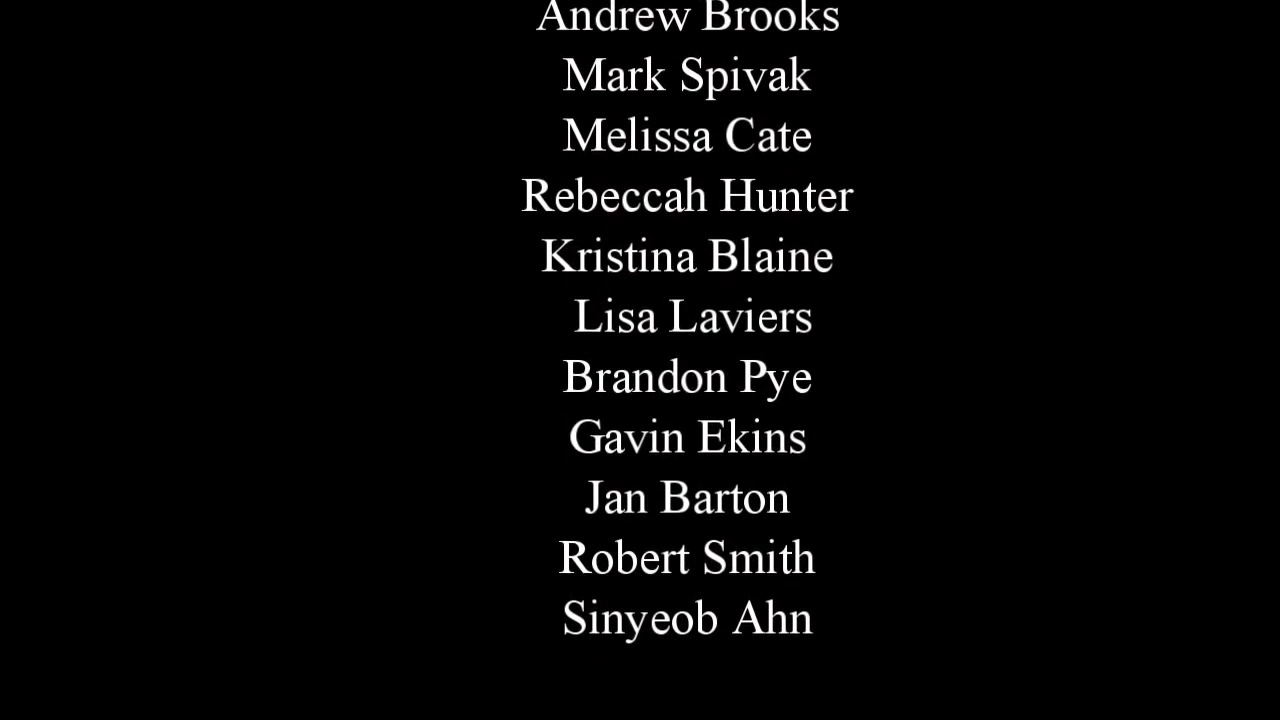 Andrew Brooks
Mark Spivak
Melissa Cate
Rebeccah Hunter
Kristina Blaine
Lisa Laviers
Brandon Pye
Gavin Ekins
Jan Barton
Robert Smith
Sinyeob Ahn